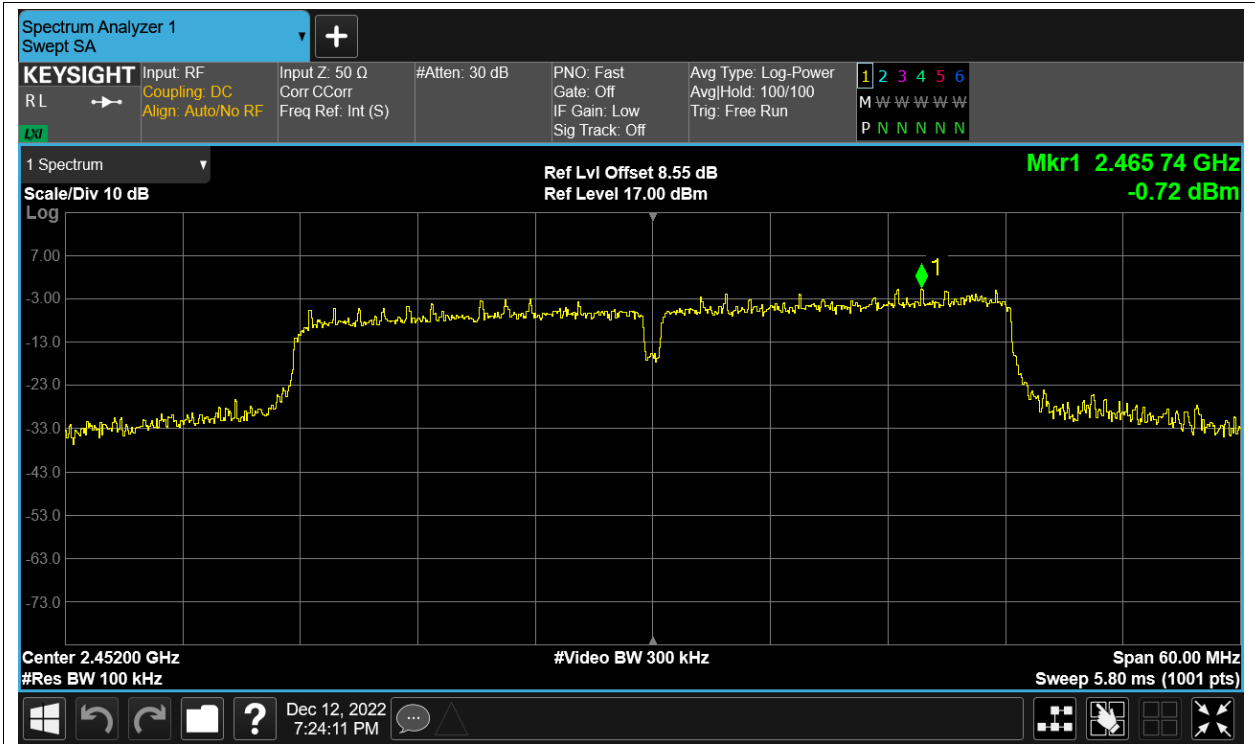 Spectrum Analyzer 1
Swept SA
KEYSIGHT
R L
LXI
Input: RF
Coupling: DC
Align: Auto/No RF
Input Z: 50 Ω
Corr CCorr
Freq Ref: Int (S)
#Atten: 30 dB
PNO: Fast
Gate: Off
IF Gain: Low
Sig Track: Off
Avg Type: Log-Power
Avg|Hold: 100/100
Trig: Free Run
1 2 3 4 5 6
M W W W W W W
P N N N N N
1 Spectrum
Scale/Div 10 dB
Log
Ref Lvl Offset 8.55 dB
Ref Level 17.00 dBm
Mkr1 2.465 74 GHz
-0.72 dBm
7.00
-3.00
-13.0
-23.0
-33.0
-43.0
-53.0
-63.0
-73.0
1
Center 2.45200 GHz
#Res BW 100 kHz
#Video BW 300 kHz
Span 60.00 MHz
Sweep 5.80 ms (1001 pts)
?
Dec 12, 2022
7:24:11 PM